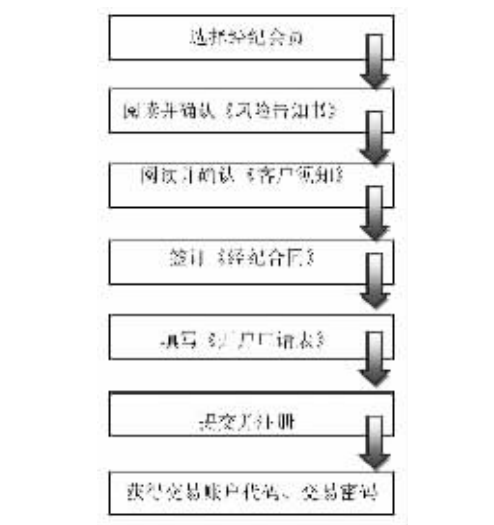 选择经纪会员
阅读并确认《风险告知书》
阅读并确认《客户须知》
签订《经纪合同》
填写《开户申请表》
提交并注册
获得交易账户代码、交易密码